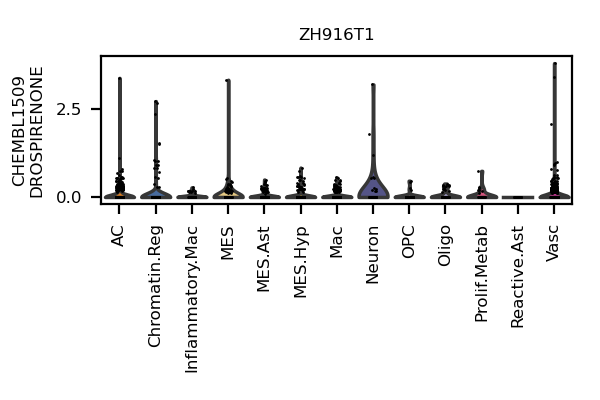 ZH916T1
CHEMBL1509
DROSPIRENONE
2.5
0.0
AC
Chromatin.Reg
Inflammatory.Mac
MES
MES.Ast
MES.Hyp
Mac
Neuron
OPC
Oligo
Prolif.Metab
Reactive.Ast
Vasc